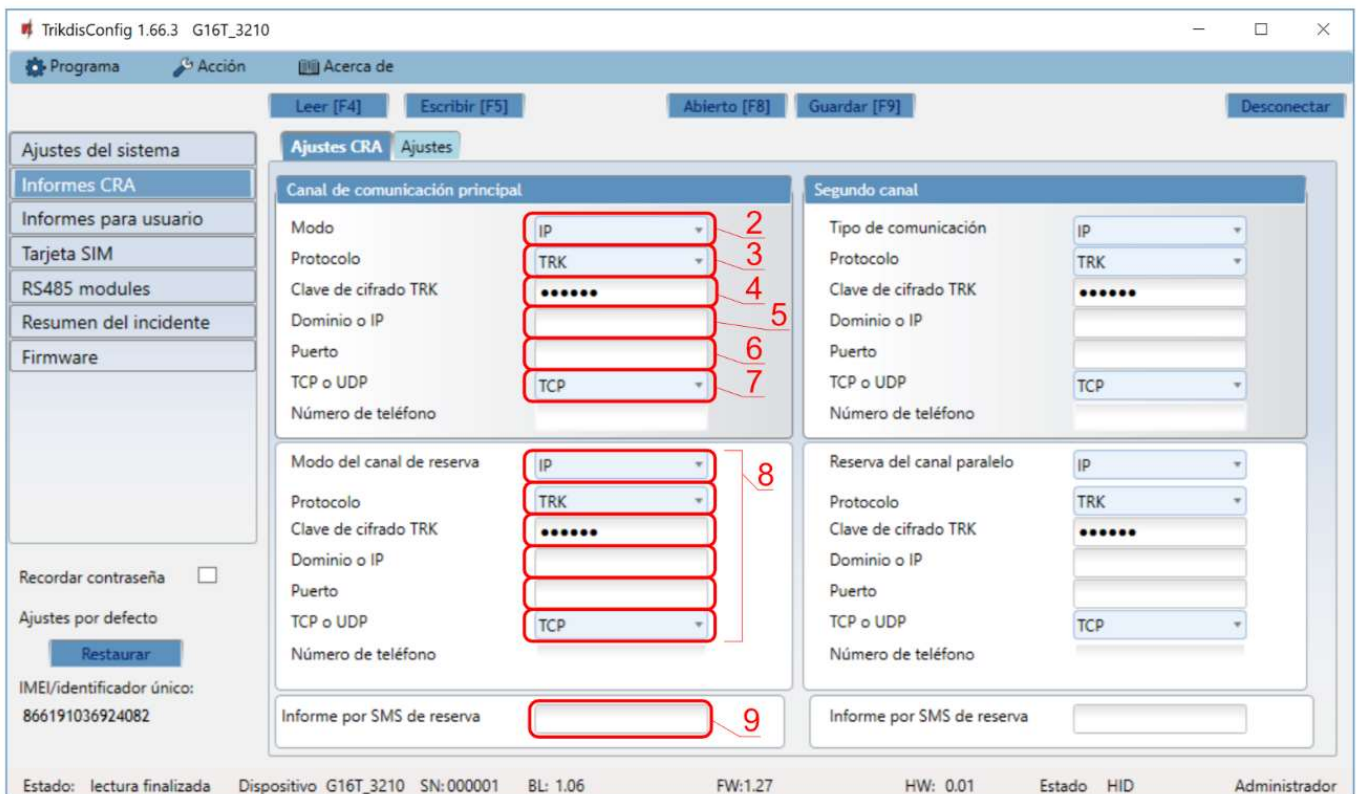 TrikdisConfig 1.66.3 G16T_3210
Programa Acción Acerca de
Leer [F4] Escribir [F5] Abierto [F8] Guardar [F9] Desconectar
Ajustes del sistema
Informes CRA
Informes para usuario
Tarjeta SIM
RS485 modules
Resumen del incidente
Firmware
Recordar contraseña
Ajustes por defecto
Restaurar
IMEI/identificador único:
866191036924082
Ajustes CRA Ajustes
Canal de comunicación principal
Modo IP 2
Protocolo TRK 3
Clave de cifrado TRK •••••• 4
Dominio o IP 5
Puerto 6
TCP o UDP TCP 7
Número de teléfono
Modo del canal de reserva IP 8
Protocolo TRK
Clave de cifrado TRK ••••••
Dominio o IP
Puerto
TCP o UDP TCP
Número de teléfono
Informe por SMS de reserva 9
Segundo canal
Tipo de comunicación IP
Protocolo TRK
Clave de cifrado TRK ••••••
Dominio o IP
Puerto
TCP o UDP TCP
Número de teléfono
Reserva del canal paralelo IP
Protocolo TRK
Clave de cifrado TRK ••••••
Dominio o IP
Puerto
TCP o UDP TCP
Número de teléfono
Informe por SMS de reserva
Estado: lectura finalizada Dispositivo G16T_3210 SN:000001 BL: 1.06 FW:1.27 HW: 0.01 Estado HID Administrador